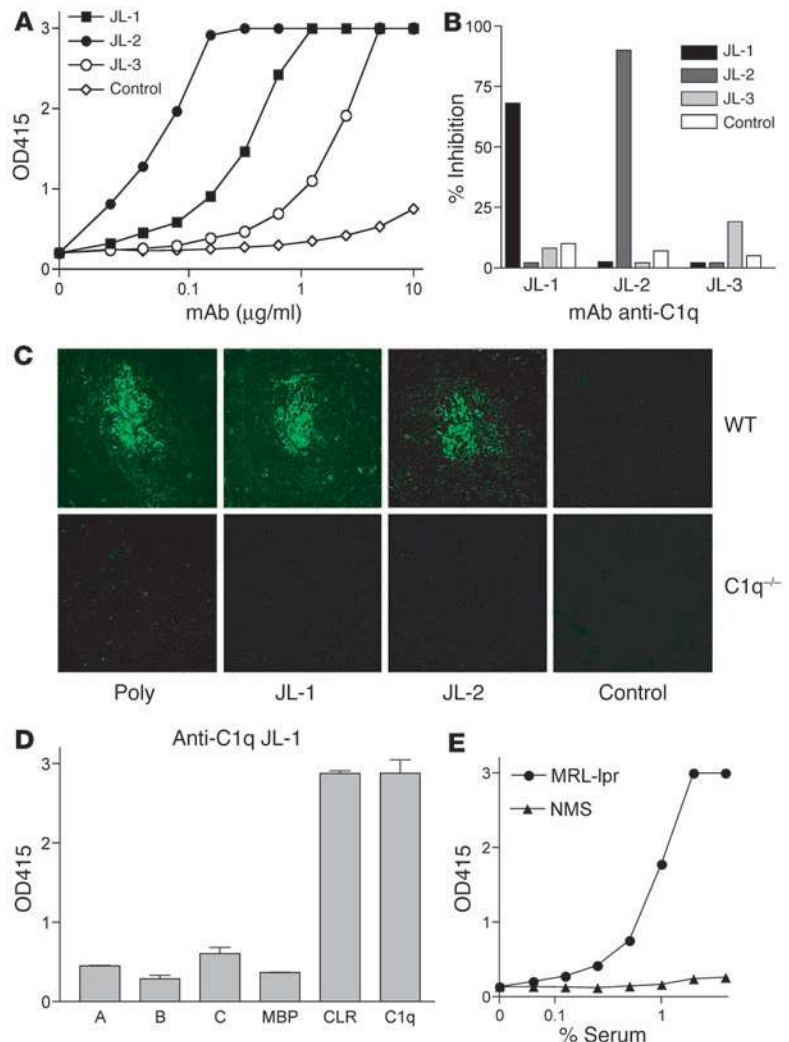 A
JL-1
JL-2
JL-3
Control
OD415
3
2
1
0
0 0.1 1 10
mAb (μg/ml)
B
JL-1
JL-2
JL-3
Control
% Inhibition
100
75
50
25
0
JL-1 JL-2 JL-3
mAb anti-C1q
C
WT
C1q–/–
Poly JL-1 JL-2 Control
D
Anti-C1q JL-1
OD415
3
2
1
0
A B C MBP CLR C1q
E
MRL-lpr
NMS
OD415
3
2
1
0
0 0.1 1
% Serum